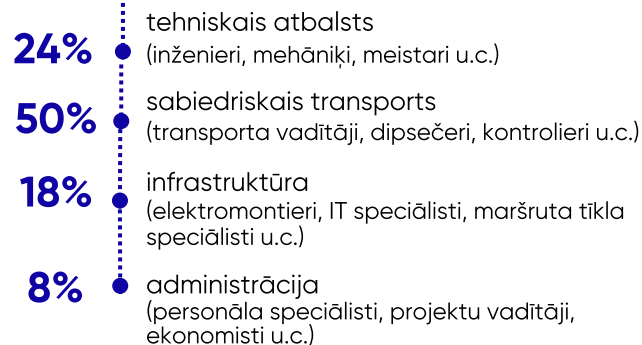 24%
tehniskais atbalsts
(inženieri, mehāniķi, meistari u.c.)
50%
sabiedriskais transports
(transporta vadītāji, dipsečeri, kontrolieri u.c.)
18%
infrastruktūra
(elektromontieri, IT speciālisti, maršruta tīkla
speciālisti u.c.)
8%
administrācija
(personāla speciālisti, projektu vadītāji,
ekonomisti u.c.)